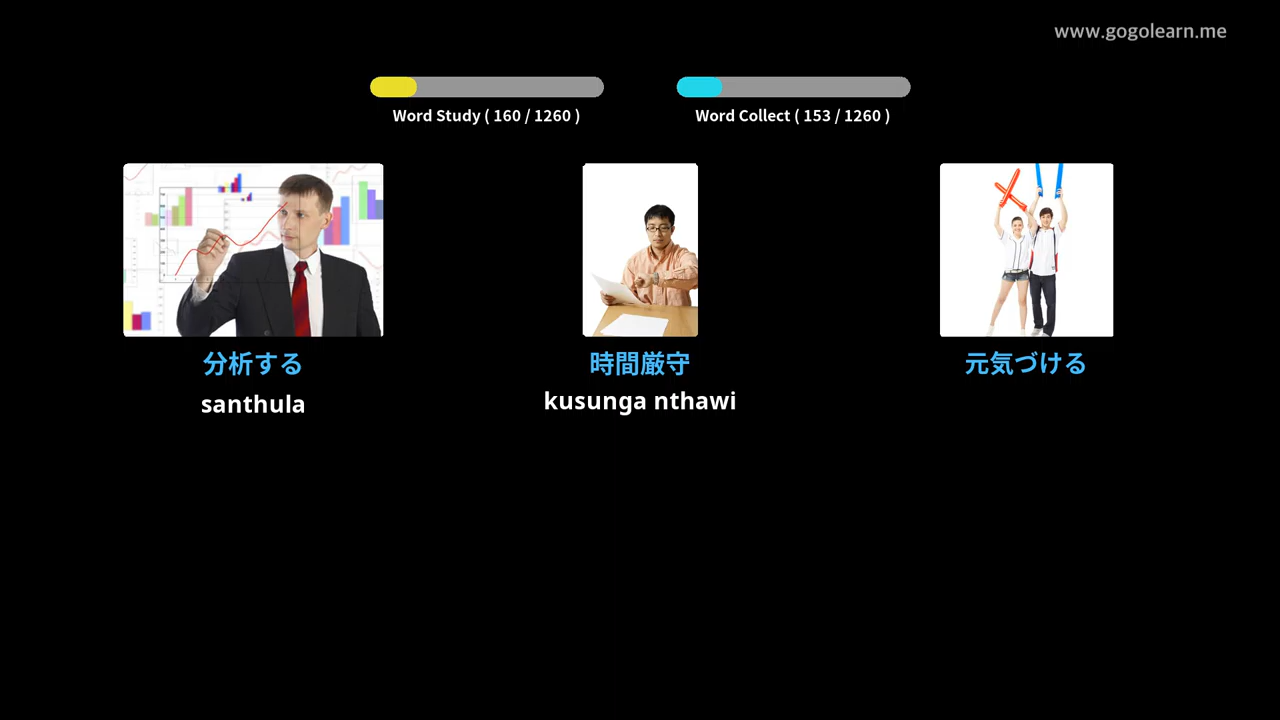 www.gogolearn.me
Word Study ( 160 / 1260 )
Word Collect ( 153 / 1260 )
分析する
時間厳守
元気づける
santhula
kusunga nthawi